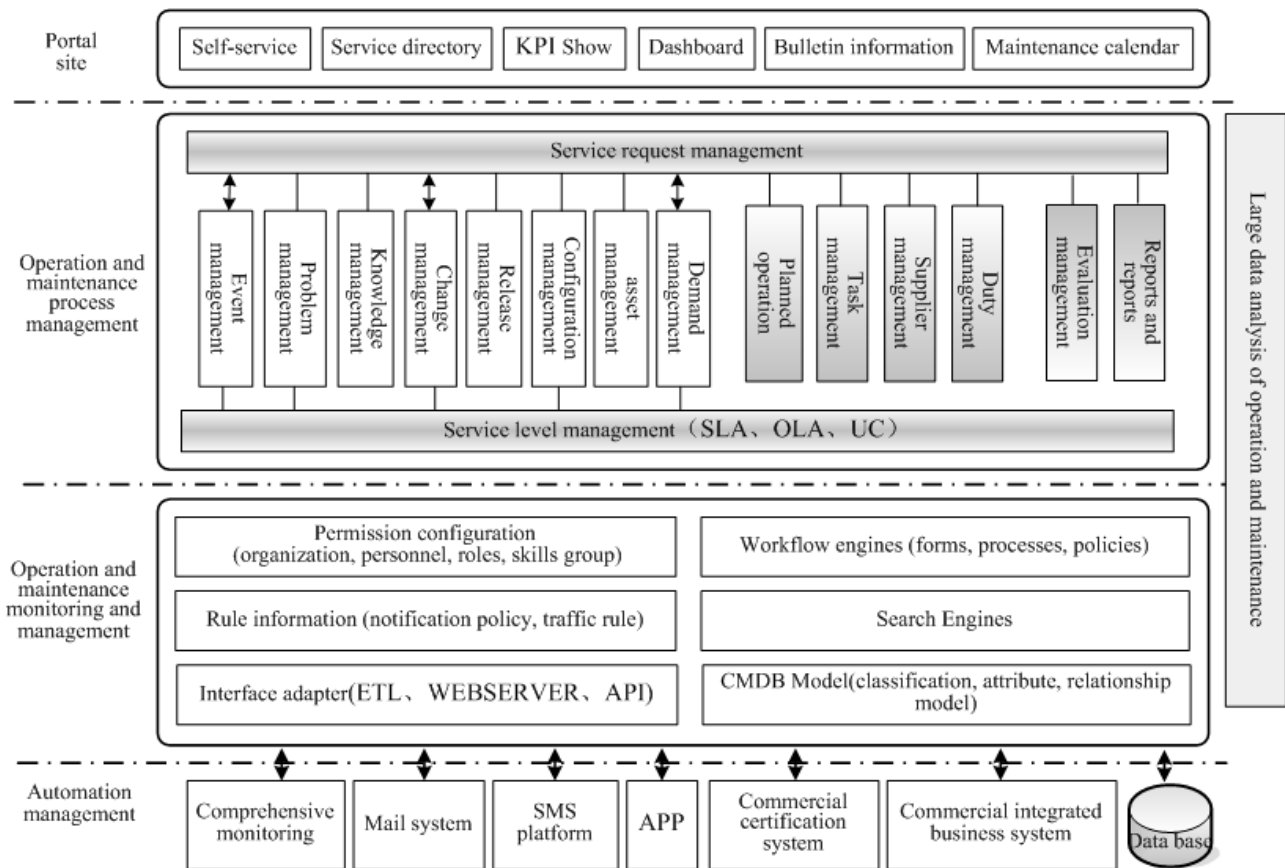 Portal
site
Self-service
Service directory
KPI Show
Dashboard
Bulletin information
Maintenance calendar
Operation and
maintenance
process
management
Service request management
Event
management
Problem
management
Knowledge
management
Change
management
Release
management
Configuration
management
asset
management
Demand
management
Planned
operation
Task
management
Supplier
management
Duty
management
Evaluation
management
Reports and
reports
Service level management（SLA、OLA、UC）
Large data analysis of operation and maintenance
Operation and
maintenance
monitoring and
management
Permission configuration
(organization, personnel, roles, skills group)
Workflow engines (forms, processes, policies)
Rule information (notification policy, traffic rule)
Search Engines
Interface adapter(ETL、WEBSERVER、API)
CMDB Model(classification, attribute, relationship
model)
Automation
management
Comprehensive
monitoring
Mail system
SMS
platform
APP
Commercial
certification
system
Commercial integrated
business system
Data base